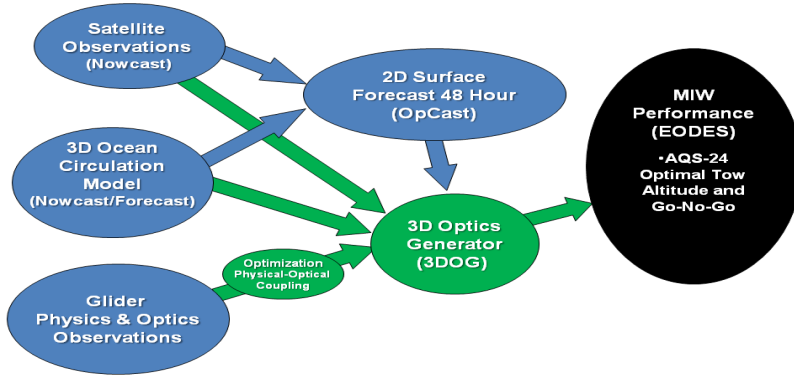 Satellite
Observations
(Nowcast)
2D Surface
Forecast 48 Hour
(OpCast)
3D Ocean
Circulation
Model
(Nowcast/Forecast)
3D Optics
Generator
(3DOG)
Optimization
Physical-Optical
Coupling
Glider
Physics & Optics
Observations
MIW
Performance
(EODES)
•AQS-24
Optimal Tow
Altitude and
Go-No-Go